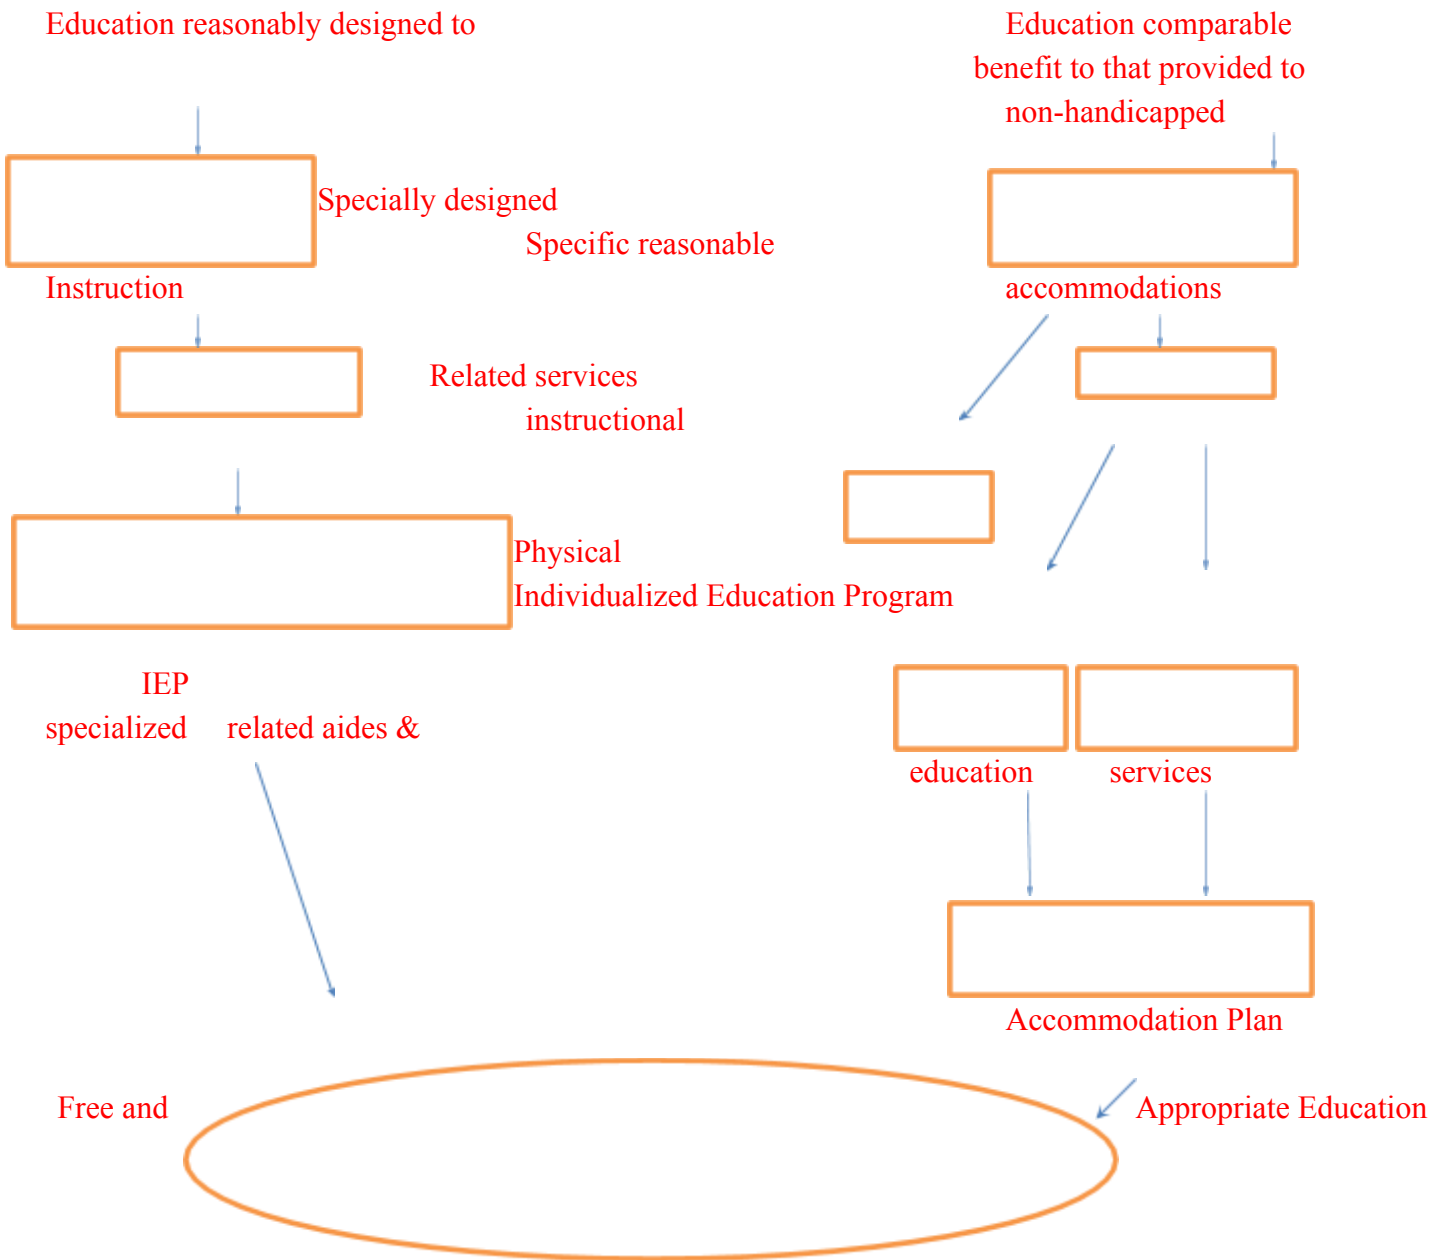 Education reasonably designed to Education comparable
benefit to that provided to
non-handicapped
Specially designed
Specific reasonable
Instruction accommodations
Related services
instructional
Physical
Individualized Education Program
IEP
specialized related aides &
education services
Accommodation Plan
Free and Appropriate Education